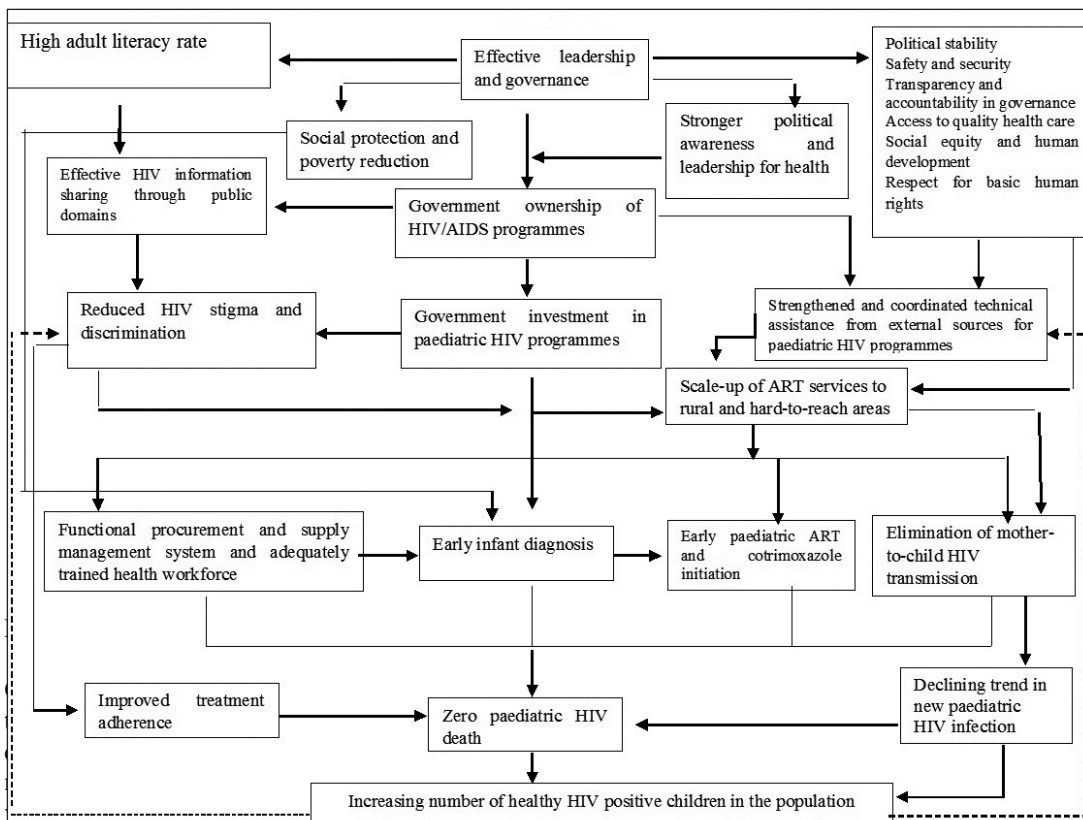 High adult literacy rate
Effective leadership
and governance
Political stability
Safety and security
Transparency and
accountability in governance
Access to quality health care
Social equity and human
development
Respect for basic human
rights
Social protection and
poverty reduction
Stronger political
awareness and
leadership for health
Effective HIV information
sharing through public
domains
Government ownership of
HIV/AIDS programmes
Reduced HIV stigma and
discrimination
Government investment in
paediatric HIV programmes
Strengthened and coordinated technical
assistance from external sources for
paediatric HIV programmes
Scale-up of ART services to
rural and hard-to-reach areas
Functional procurement and supply
management system and adequately
trained health workforce
Early infant diagnosis
Early paediatric ART
and cotrimoxazole
initiation
Elimination of mother-
to-child HIV
transmission
Improved treatment
adherence
Zero paediatric HIV
death
Declining trend in
new paediatric
HIV infection
Increasing number of healthy HIV positive children in the population